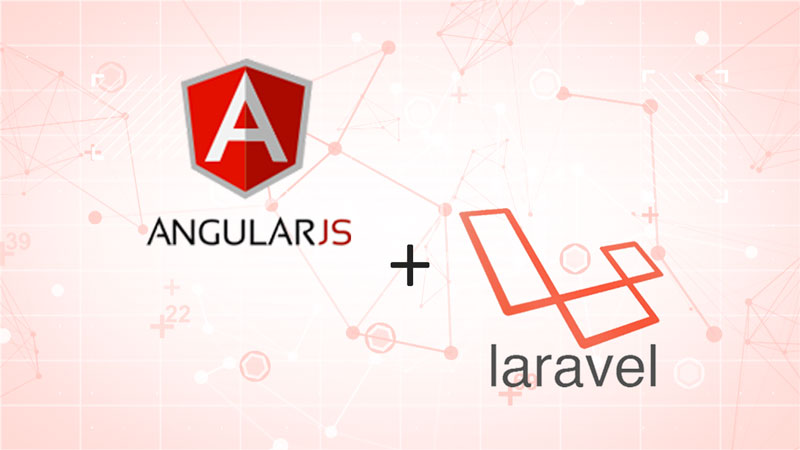 ANGULARJS
+
laravel
39
+22